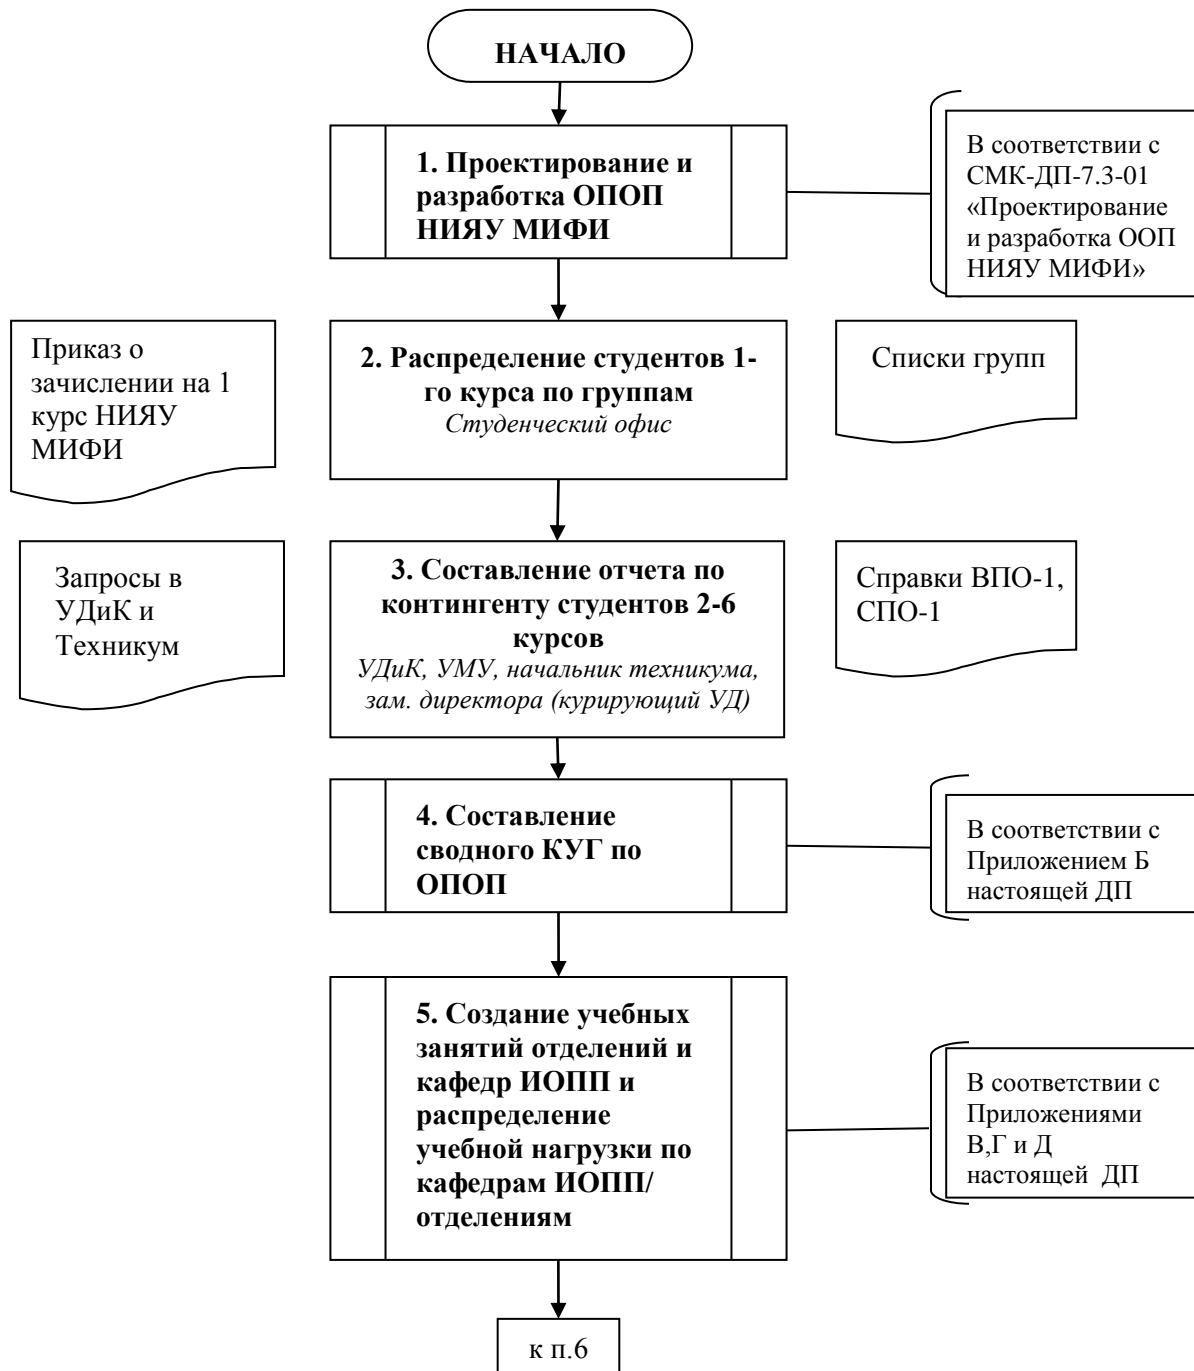 НАЧАЛО
1. Проектирование и
разработка ОПОП
НИЯУ МИФИ
В соответствии с
СМК-ДП-7.3-01
«Проектирование
и разработка ООП
НИЯУ МИФИ»
Приказ о
зачислении на 1
курс НИЯУ
МИФИ
2. Распределение студентов 1-
го курса по группам
Студенческий офис
Списки групп
Запросы в
УДиК и
Техникум
3. Составление отчета по
контингенту студентов 2-6
курсов
УДиК, УМУ, начальник техникума,
зам. директора (курирующий УД)
Справки ВПО-1,
СПО-1
4. Составление
сводного КУГ по
ОПОП
В соответствии с
Приложением Б
настоящей ДП
5. Создание учебных
занятий отделений и
кафедр ИОПП и
распределение
учебной нагрузки по
кафедрам ИОПП/
отделениям
В соответствии с
Приложениями
В,Г и Д
настоящей ДП
к п.6